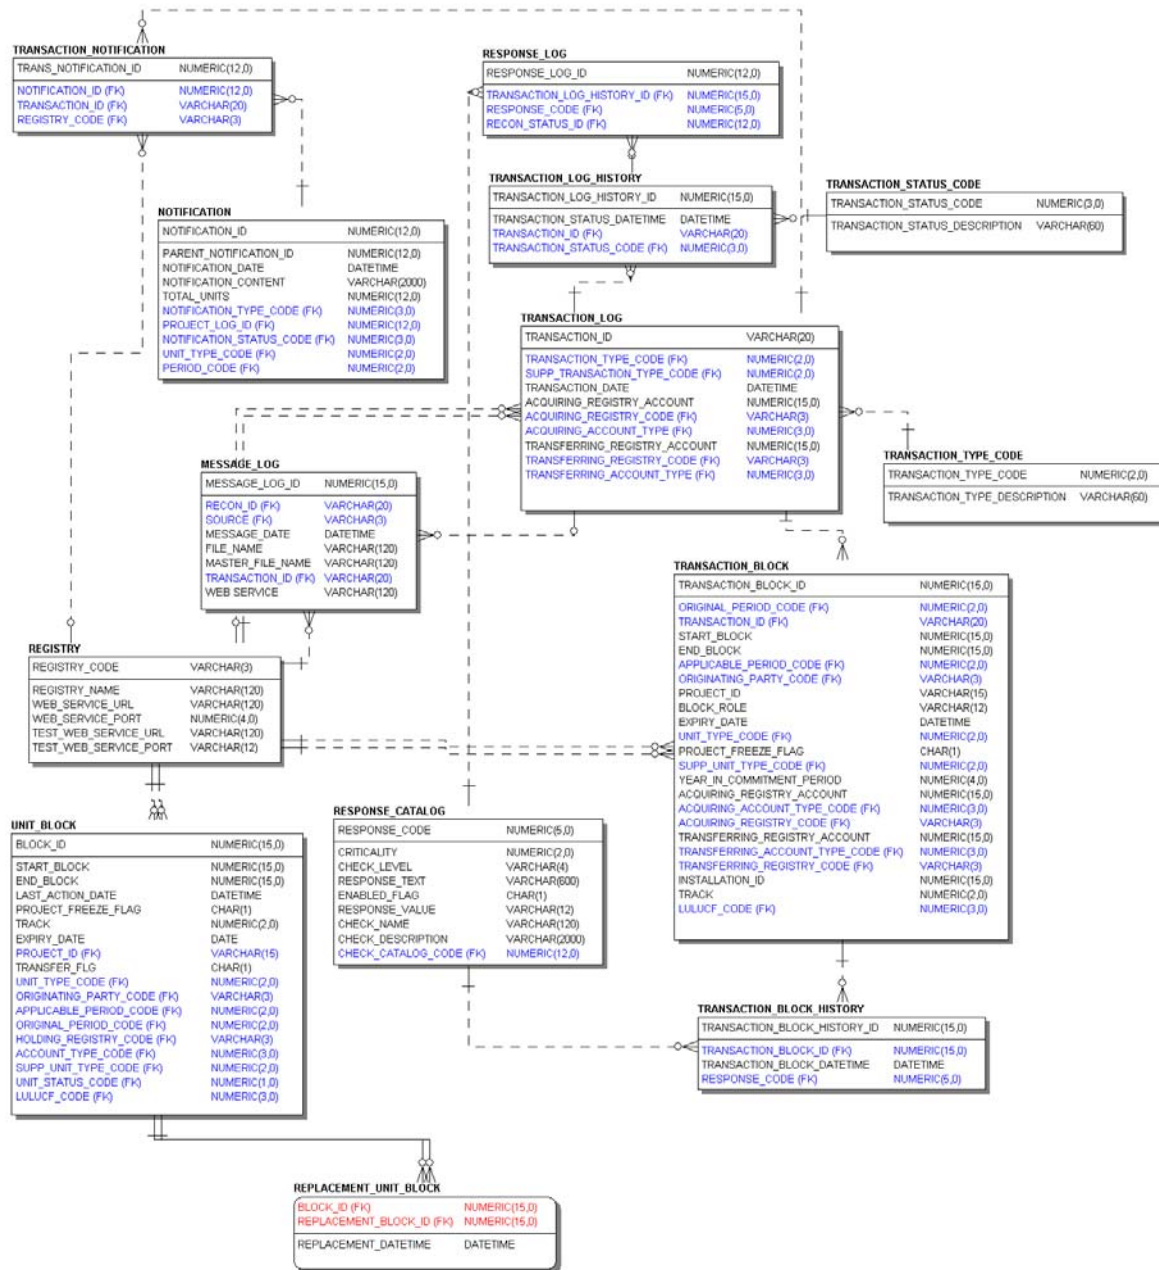 TRANSACTION_NOTIFICATION
TRANS_NOTIFICATION_ID NUMERIC(12,0)
NOTIFICATION_ID (FK) NUMERIC(12,0)
TRANSACTION_ID (FK) VARCHAR(20)
REGISTRY_CODE (FK) VARCHAR(3)
RESPONSE_LOG
RESPONSE_LOG_ID NUMERIC(12,0)
TRANSACTION_LOG_HISTORY_ID (FK) NUMERIC(15,0)
RESPONSE_CODE (FK) NUMERIC(5,0)
RECON_STATUS_ID (FK) NUMERIC(12,0)
TRANSACTION_LOG_HISTORY
TRANSACTION_LOG_HISTORY_ID NUMERIC(15,0)
TRANSACTION_STATUS_DATETIME DATETIME
TRANSACTION_ID (FK) VARCHAR(20)
TRANSACTION_STATUS_CODE (FK) NUMERIC(3,0)
TRANSACTION_STATUS_CODE
TRANSACTION_STATUS_CODE NUMERIC(3,0)
TRANSACTION_STATUS_DESCRIPTION VARCHAR(60)
NOTIFICATION
NOTIFICATION_ID NUMERIC(12,0)
PARENT_NOTIFICATION_ID NUMERIC(12,0)
NOTIFICATION_DATE DATETIME
NOTIFICATION_CONTENT VARCHAR(2000)
TOTAL_UNITS NUMERIC(12,0)
NOTIFICATION_TYPE_CODE (FK) NUMERIC(3,0)
PROJECT_LOG_ID (FK) NUMERIC(12,0)
NOTIFICATION_STATUS_CODE (FK) NUMERIC(3,0)
UNIT_TYPE_CODE (FK) NUMERIC(2,0)
PERIOD_CODE (FK) NUMERIC(2,0)
TRANSACTION_LOG
TRANSACTION_ID VARCHAR(20)
TRANSACTION_TYPE_CODE (FK) NUMERIC(2,0)
SUPP_TRANSACTION_TYPE_CODE (FK) NUMERIC(2,0)
TRANSACTION_DATE DATETIME
ACQUIRING_REGISTRY_ACCOUNT NUMERIC(15,0)
ACQUIRING_REGISTRY_CODE (FK) VARCHAR(3)
ACQUIRING_ACCOUNT_TYPE (FK) NUMERIC(3,0)
TRANSFERRING_REGISTRY_ACCOUNT NUMERIC(15,0)
TRANSFERRING_REGISTRY_CODE (FK) VARCHAR(3)
TRANSFERRING_ACCOUNT_TYPE (FK) NUMERIC(3,0)
TRANSACTION_TYPE_CODE
TRANSACTION_TYPE_CODE NUMERIC(2,0)
TRANSACTION_TYPE_DESCRIPTION VARCHAR(60)
MESSAGE_LOG
MESSAGE_LOG_ID NUMERIC(15,0)
RECON_ID (FK) VARCHAR(20)
SOURCE (FK) VARCHAR(3)
MESSAGE_DATE DATETIME
FILE_NAME VARCHAR(120)
MASTER_FILE_NAME VARCHAR(120)
TRANSACTION_ID (FK) VARCHAR(20)
WEB SERVICE VARCHAR(120)
REGISTRY
REGISTRY_CODE VARCHAR(3)
REGISTRY_NAME VARCHAR(120)
WEB_SERVICE_URL VARCHAR(120)
WEB_SERVICE_PORT NUMERIC(4,0)
TEST_WEB_SERVICE_URL VARCHAR(120)
TEST_WEB_SERVICE_PORT VARCHAR(12)
TRANSACTION_BLOCK
TRANSACTION_BLOCK_ID NUMERIC(15,0)
ORIGINAL_PERIOD_CODE (FK) NUMERIC(2,0)
TRANSACTION_ID (FK) VARCHAR(20)
START_BLOCK NUMERIC(15,0)
END_BLOCK NUMERIC(15,0)
APPLICABLE_PERIOD_CODE (FK) NUMERIC(2,0)
ORIGINATING_PARTY_CODE (FK) VARCHAR(3)
PROJECT_ID VARCHAR(15)
BLOCK_ROLE VARCHAR(12)
EXPIRY_DATE DATETIME
UNIT_TYPE_CODE (FK) NUMERIC(2,0)
PROJECT_FREEZE_FLAG CHAR(1)
SUPP_UNIT_TYPE_CODE (FK) NUMERIC(2,0)
YEAR_IN_COMMITMENT_PERIOD NUMERIC(4,0)
ACQUIRING_REGISTRY_ACCOUNT NUMERIC(15,0)
ACQUIRING_ACCOUNT_TYPE_CODE (FK) NUMERIC(3,0)
ACQUIRING_REGISTRY_CODE (FK) VARCHAR(3)
TRANSFERRING_REGISTRY_ACCOUNT NUMERIC(15,0)
TRANSFERRING_ACCOUNT_TYPE_CODE (FK) NUMERIC(3,0)
TRANSFERRING_REGISTRY_CODE (FK) VARCHAR(3)
INSTALLATION_ID NUMERIC(15,0)
TRACK NUMERIC(2,0)
LULUCF_CODE (FK) NUMERIC(3,0)
UNIT_BLOCK
BLOCK_ID NUMERIC(15,0)
START_BLOCK NUMERIC(15,0)
END_BLOCK NUMERIC(15,0)
LAST_ACTION_DATE DATETIME
PROJECT_FREEZE_FLAG CHAR(1)
TRACK NUMERIC(2,0)
EXPIRY_DATE DATE
PROJECT_ID (FK) VARCHAR(15)
TRANSFER_FLG CHAR(1)
UNIT_TYPE_CODE (FK) NUMERIC(2,0)
ORIGINATING_PARTY_CODE (FK) VARCHAR(3)
APPLICABLE_PERIOD_CODE (FK) NUMERIC(2,0)
ORIGINAL_PERIOD_CODE (FK) NUMERIC(2,0)
HOLDING_REGISTRY_CODE (FK) VARCHAR(3)
ACCOUNT_TYPE_CODE (FK) NUMERIC(3,0)
SUPP_UNIT_TYPE_CODE (FK) NUMERIC(2,0)
UNIT_STATUS_CODE (FK) NUMERIC(1,0)
LULUCF_CODE (FK) NUMERIC(3,0)
RESPONSE_CATALOG
RESPONSE_CODE NUMERIC(5,0)
CRITICALITY NUMERIC(2,0)
CHECK_LEVEL VARCHAR(4)
RESPONSE_TEXT VARCHAR(600)
ENABLED_FLAG CHAR(1)
RESPONSE_VALUE VARCHAR(12)
CHECK_NAME VARCHAR(120)
CHECK_DESCRIPTION VARCHAR(2000)
CHECK_CATALOG_CODE (FK) NUMERIC(12,0)
TRANSACTION_BLOCK_HISTORY
TRANSACTION_BLOCK_HISTORY_ID NUMERIC(15,0)
TRANSACTION_BLOCK_ID (FK) NUMERIC(15,0)
TRANSACTION_BLOCK_DATETIME DATETIME
RESPONSE_CODE (FK) NUMERIC(5,0)
REPLACEMENT_UNIT_BLOCK
BLOCK_ID (FK) NUMERIC(15,0)
REPLACEMENT_BLOCK_ID (FK) NUMERIC(15,0)
REPLACEMENT_DATETIME DATETIME